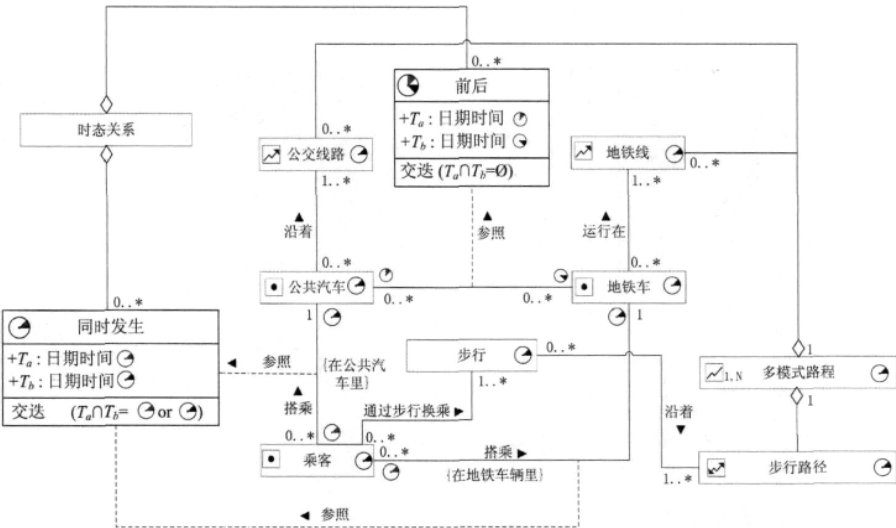 0..*
前后
+Ta：日期时间
+Tb：日期时间
交迭 (Ta∩Tb=Ø)
时态关系
0..*
公交线路
1..*
地铁线
0..*
1..*
沿着
参照
运行在
0..*
0..*
公共汽车
0..*
0..*
地铁车
1
1
0..*
同时发生
+Ta：日期时间
+Tb：日期时间
交迭 (Ta∩Tb= or )
参照
{在公共汽
车里}
搭乘
步行
0..*
1..*
通过步行换乘
1
1,N
多模式路程
1
沿着
0..*
0..*
乘客
0..*
搭乘
{在地铁车辆里}
步行路径
1..*
参照